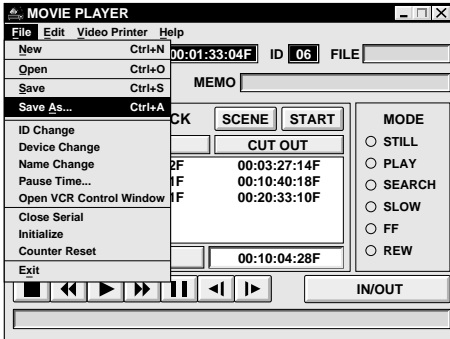 MOVIE PLAYER
File Edit Video Printer Help
New Ctrl+N
00:01:33:04F ID 06 FILE
Open Ctrl+O
Save Ctrl+S
MEMO
Save As... Ctrl+A
CK SCENE START MODE
ID Change
Device Change CUT OUT STILL
Name Change 2F 00:03:27:14F PLAY
Pause Time... 1F 00:10:40:18F SEARCH
Open VCR Control Window 1F 00:20:33:10F SLOW
Close Serial
Initialize FF
Counter Reset REW
00:10:04:28F
Exit
IN/OUT